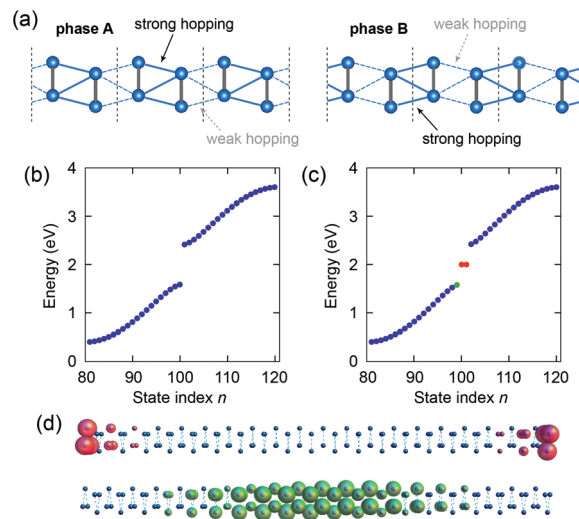 (a)
phase A
strong hopping
weak hopping
phase B
weak hopping
strong hopping
(b)
Energy (eV)
4
3
2
1
0
80 90 100 110 120
State index n
(c)
Energy (eV)
4
3
2
1
0
80 90 100 110 120
State index n
(d)